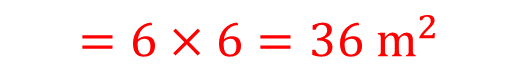 = 6 × 6 = 36 m²